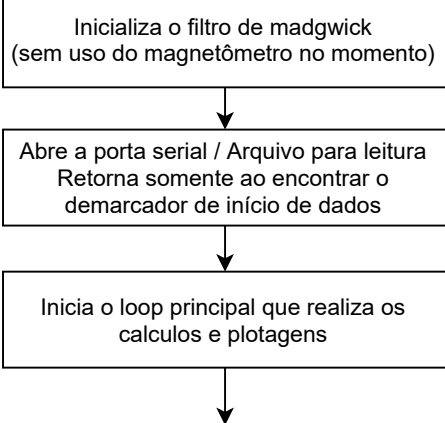 Inicializa o filtro de madgwick
(sem uso do magnetômetro no momento)
Abre a porta serial / Arquivo para leitura
Retorna somente ao encontrar o
demarcador de início de dados
Inicia o loop principal que realiza os
calculos e plotagens